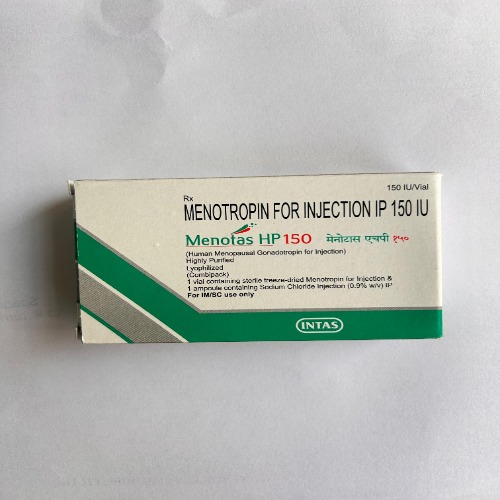 150 IU/Vial
Rx
MENOTROPIN FOR INJECTION IP 150 IU
Menotas HP 150 मेनोटास एचपी १५०
(Human Menopausal Gonadotropin for Injection)
Highly Purified
Lyophilized
(Combipack)
1 vial containing sterile freeze-dried Menotropin for Injection &
1 ampoule containing Sodium Chloride Injection (0.9% w/v) IP
For IM/SC use only
INTAS